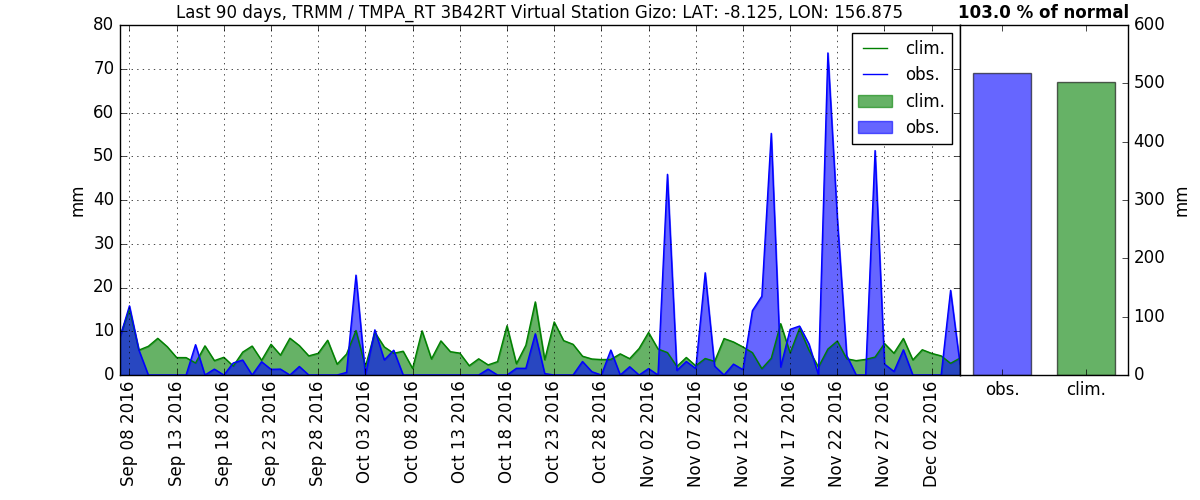 Last 90 days, TRMM / TMPA_RT 3B42RT Virtual Station Gizo: LAT: -8.125, LON: 156.875
103.0 % of normal
80
70
60
50
40
30
20
10
0
mm
clim.
obs.
clim.
obs.
600
500
400
300
200
100
0
mm
Sep 08 2016
Sep 13 2016
Sep 18 2016
Sep 23 2016
Sep 28 2016
Oct 03 2016
Oct 08 2016
Oct 13 2016
Oct 18 2016
Oct 23 2016
Oct 28 2016
Nov 02 2016
Nov 07 2016
Nov 12 2016
Nov 17 2016
Nov 22 2016
Nov 27 2016
Dec 02 2016
obs.
clim.